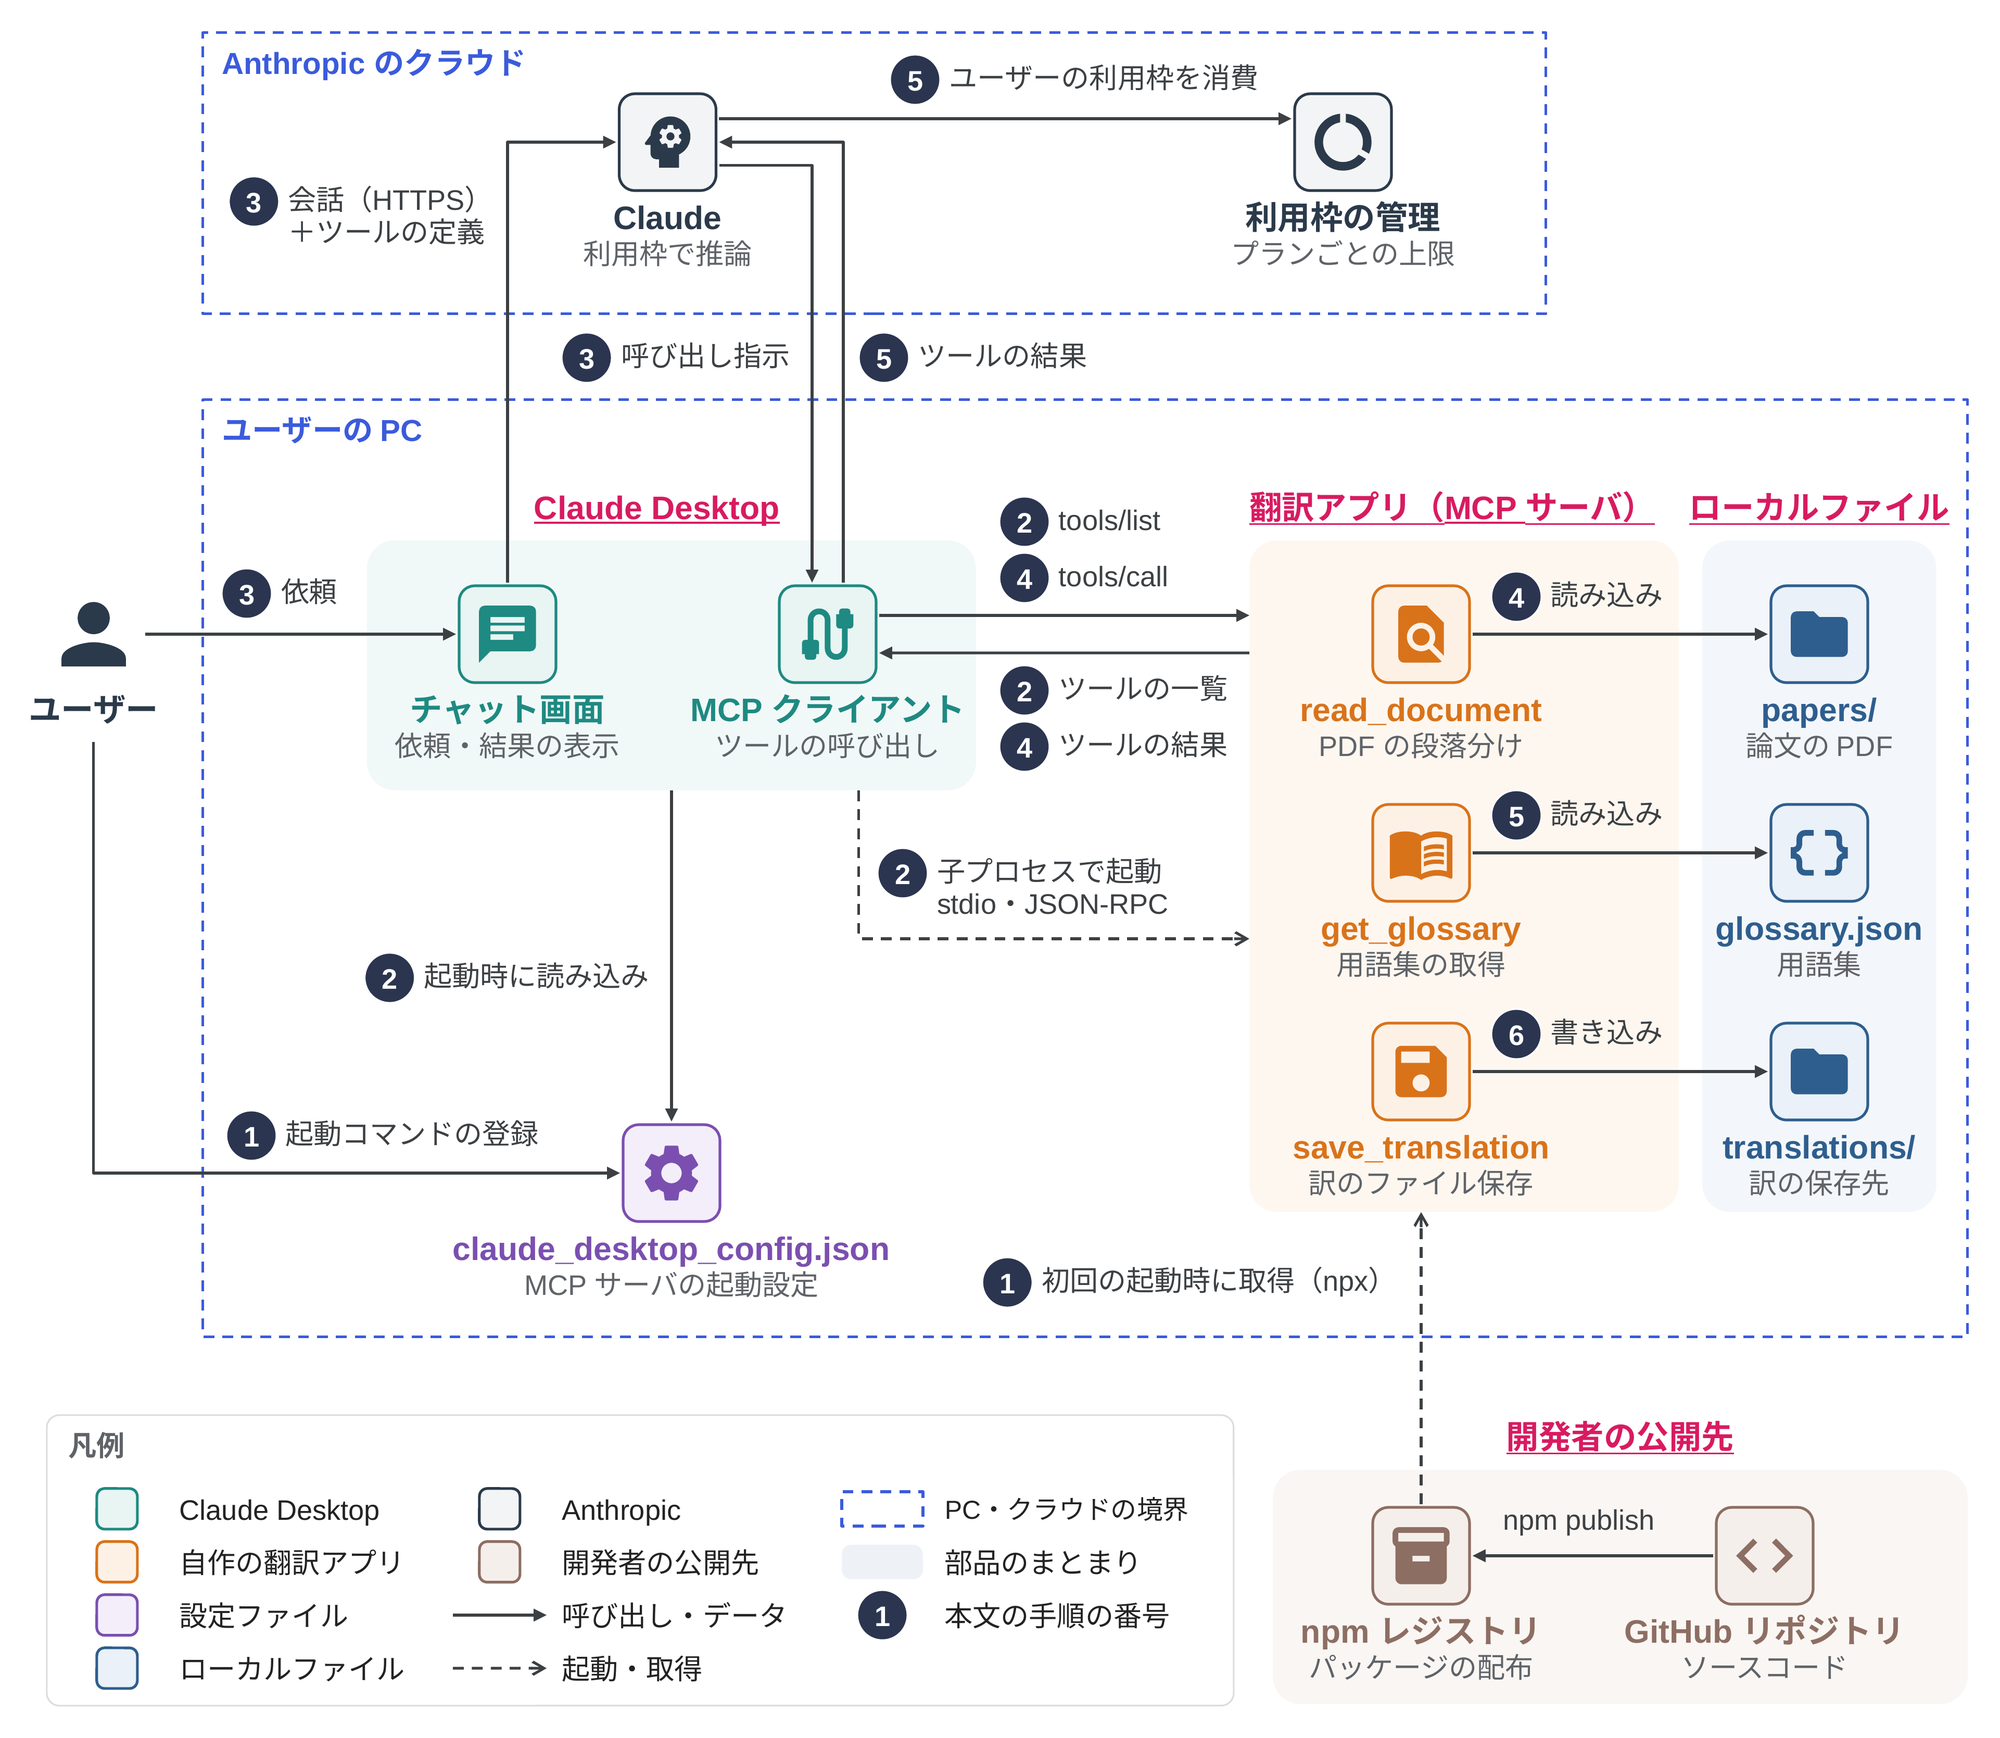 Anthropic のクラウド
5 ユーザーの利用枠を消費
3 会話（HTTPS）
＋ツールの定義
Claude
利用枠で推論
利用枠の管理
プランごとの上限
3 呼び出し指示
5 ツールの結果
ユーザーの PC
Claude Desktop
翻訳アプリ（MCP サーバ）
ローカルファイル
2 tools/list
4 tools/call
3 依頼
4 読み込み
ユーザー
チャット画面
依頼・結果の表示
MCP クライアント
ツールの呼び出し
2 ツールの一覧
4 ツールの結果
read_document
PDF の段落分け
papers/
論文の PDF
5 読み込み
2 子プロセスで起動
stdio・JSON-RPC
get_glossary
用語集の取得
glossary.json
用語集
2 起動時に読み込み
6 書き込み
1 起動コマンドの登録
save_translation
訳のファイル保存
translations/
訳の保存先
claude_desktop_config.json
MCP サーバの起動設定
1 初回の起動時に取得（npx）
凡例
Claude Desktop
自作の翻訳アプリ
設定ファイル
ローカルファイル
Anthropic
開発者の公開先
呼び出し・データ
起動・取得
PC・クラウドの境界
部品のまとまり
1 本文の手順の番号
開発者の公開先
npm publish
npm レジストリ
パッケージの配布
GitHub リポジトリ
ソースコード